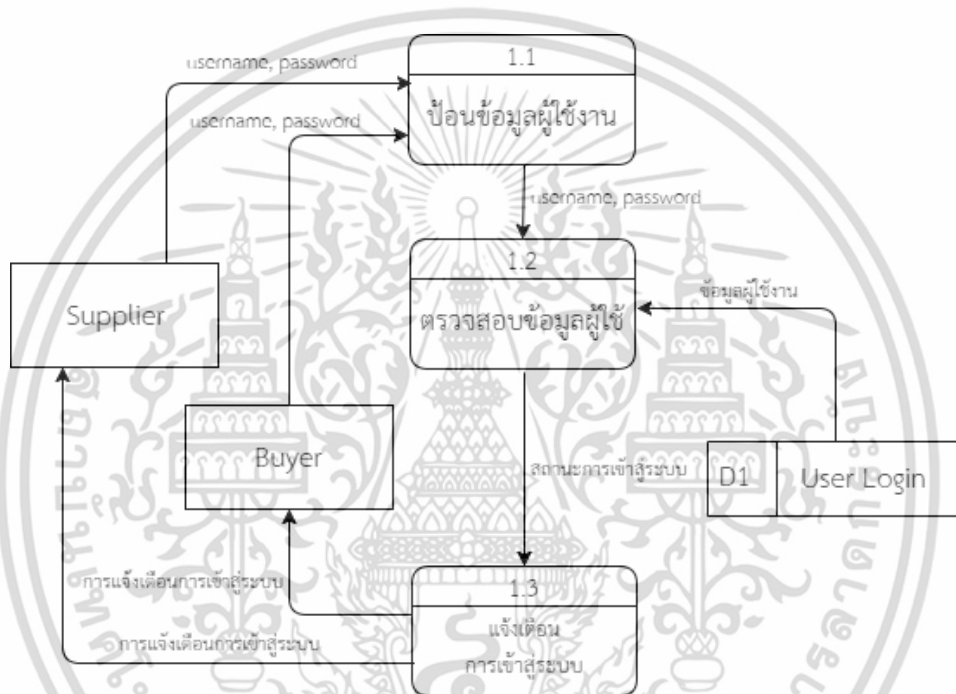 username, password
1.1
ป้อนข้อมูลผู้ใช้งาน
username, password
username, password
1.2
ตรวจสอบข้อมูลผู้ใช้
ข้อมูลผู้ใช้งาน
Supplier
Buyer
สถานะการเข้าสู่ระบบ
D1
User Login
1.3
แจ้งเตือน
การเข้าสู่ระบบ
การแจ้งเตือนการเข้าสู่ระบบ
การแจ้งเตือนการเข้าสู่ระบบ